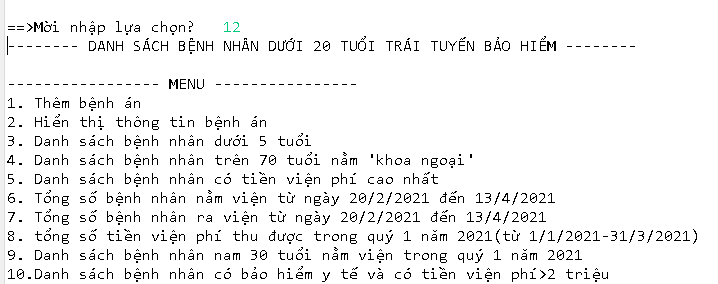 ==>Mời nhập lựa chọn? 12
-------- DANH SÁCH BỆNH NHÂN DƯỚI 20 TUỔI TRÁI TUYẾN BẢO HIỂM --------
---------------- MENU ---------------
1. Thêm bệnh án
2. Hiển thị thông tin bệnh án
3. Danh sách bệnh nhân dưới 5 tuổi
4. Danh sách bệnh nhân trên 70 tuổi nằm 'khoa ngoại'
5. Danh sách bệnh nhân có tiền viện phí cao nhất
6. Tổng số bệnh nhân nằm viện từ ngày 20/2/2021 đến 13/4/2021
7. Tổng số bệnh nhân ra viện từ ngày 20/2/2021 đến 13/4/2021
8. tổng số tiền viện phí thu được trong quý 1 năm 2021(từ 1/1/2021-31/3/2021)
9. Danh sách bệnh nhân nam 30 tuổi nằm viện trong quý 1 năm 2021
10.Danh sách bệnh nhân có bảo hiểm y tế và có tiền viện phí>2 triệu